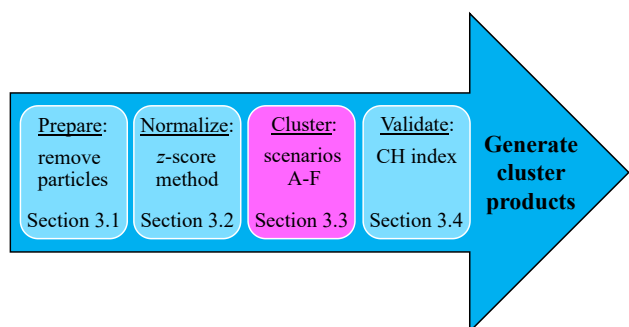 Prepare:
remove
particles
Section 3.1
Normalize:
z-score
method
Section 3.2
Cluster:
scenarios
A-F
Section 3.3
Validate:
CH index
Section 3.4
Generate
cluster
products